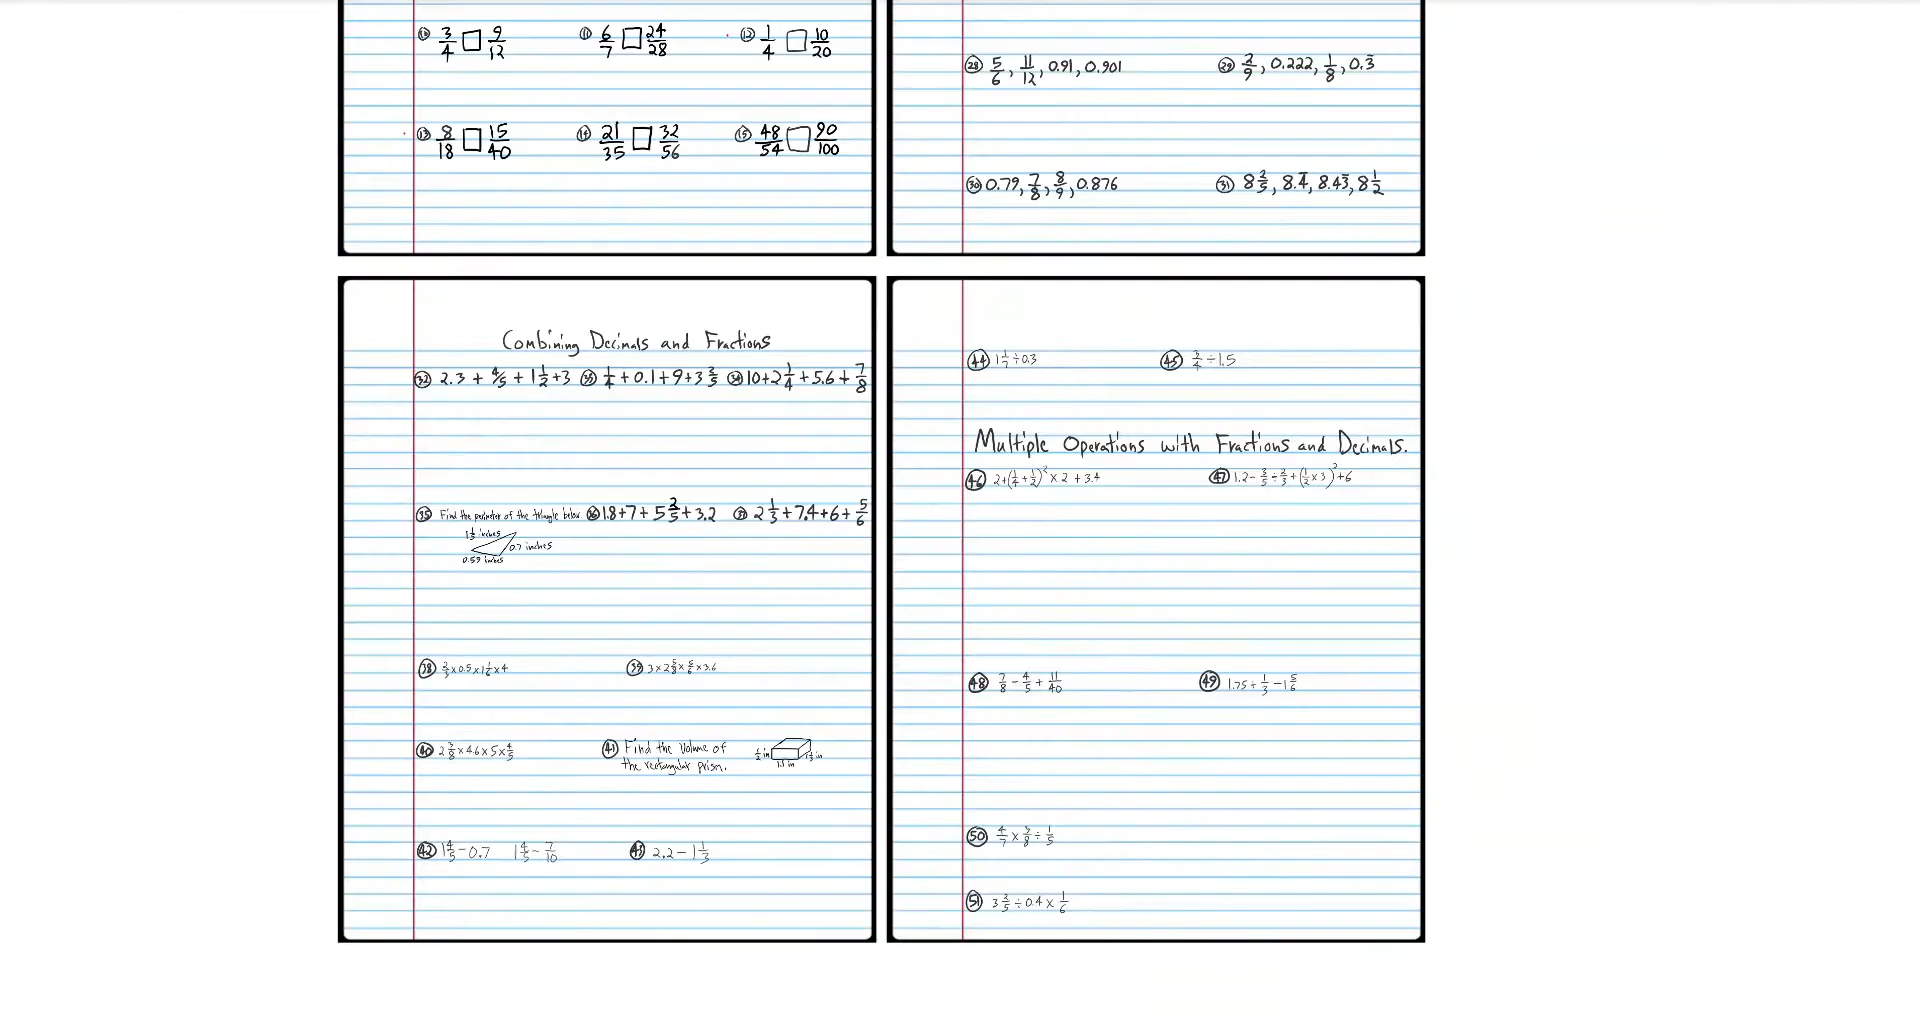 ⑩ 3/4 □ 9/12 ⑪ 6/7 □ 24/28 ⑫ 1/4 □ 10/20
⑬ 8/18 □ 15/40 ⑭ 21/35 □ 32/56 ⑮ 48/54 □ 90/100
㉘ 5/6, 11/12, 0.91, 0.901 ㉙ 2/9, 0.222, 1/8, 0.3̅
㉚ 0.79, 7/8, 8/9, 0.876 ㉛ 8 2/5, 8.4̅, 8.43̅, 8 1/2
Combining Decimals and Fractions
㉜ 2.3 + 4/5 + 1 1/2 + 3 ㉝ 1/4 + 0.1 + 9 + 3 2/5 ㉞ 10 + 2 1/4 + 5.6 + 7/8
㉟ Find the perimeter of the triangle below ㊱ 1.8 + 7 + 5 2/5 + 3.2 ㊲ 2 1/3 + 7.4 + 6 + 5/6
inches
0.7 inches
0.59 inches
㊳ 2/3 × 0.5 × 1 1/6 × 4 ㊴ 3 × 2 5/8 × 5/6 × 3.6
㊵ 2 3/8 × 4.6 × 5 × 4/5 ㊶ Find the volume of
the rectangular prism.
1/2 in
1.1 in
in
㊷ 1 4/5 − 0.7 1 4/5 − 7/10 ㊸ 2.2 − 1 1/3
㊹ 1 1/7 ÷ 0.3 ㊺ 3/4 ÷ 1.5
Multiple Operations with Fractions and Decimals.
㊻ 2 + (1/4 + 1/2)² × 2 + 3.4 ㊼ 1.2 − 3/5 ÷ 2/3 + (1/2 × 3)² + 6
㊽ 7/8 − 4/5 + 11/40 ㊾ 1.75 + 1/3 − 1 5/6
㊿ 4/7 × 3/8 ÷ 1/5
(51) 3 2/5 ÷ 0.4 × 1/6